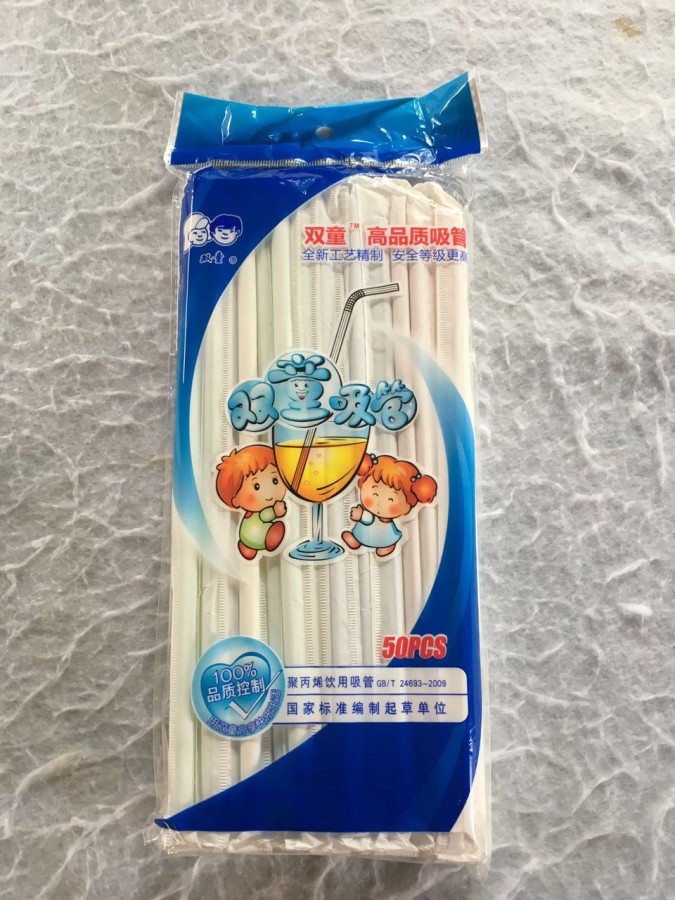 双童®
双童™ 高品质吸管
全新工艺精制 安全等级更高
双童吸管
50PCS
100%
品质控制
聚丙烯饮用吸管 GB/T 24693-2009
国家标准编制起草单位